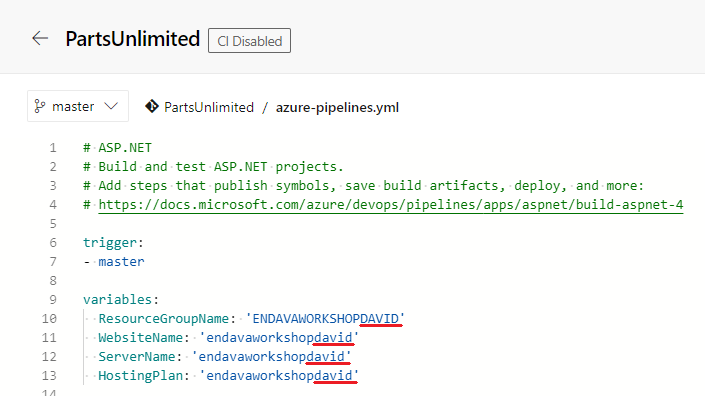 PartsUnlimited CI Disabled
master PartsUnlimited / azure-pipelines.yml
1 # ASP.NET
2 # Build and test ASP.NET projects.
3 # Add steps that publish symbols, save build artifacts, deploy, and more:
4 # https://docs.microsoft.com/azure/devops/pipelines/apps/aspnet/build-aspnet-4
5
6 trigger:
7 - master
8
9 variables:
10   ResourceGroupName: 'ENDAVAWORKSHOPDAVID'
11   WebsiteName: 'endavaworkshopdavid'
12   ServerName: 'endavaworkshopdavid'
13   HostingPlan: 'endavaworkshopdavid'
14